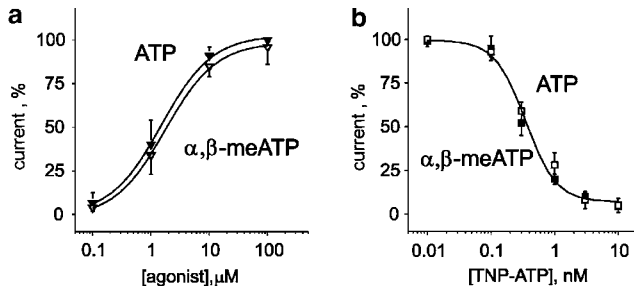 a
100
75
50
25
0
current , %
ATP
α,β-meATP
0.1 1 10 100
[agonist],μM
b
100
75
50
25
0
current, %
ATP
α,β-meATP
0.01 0.1 1 10
[TNP-ATP], nM